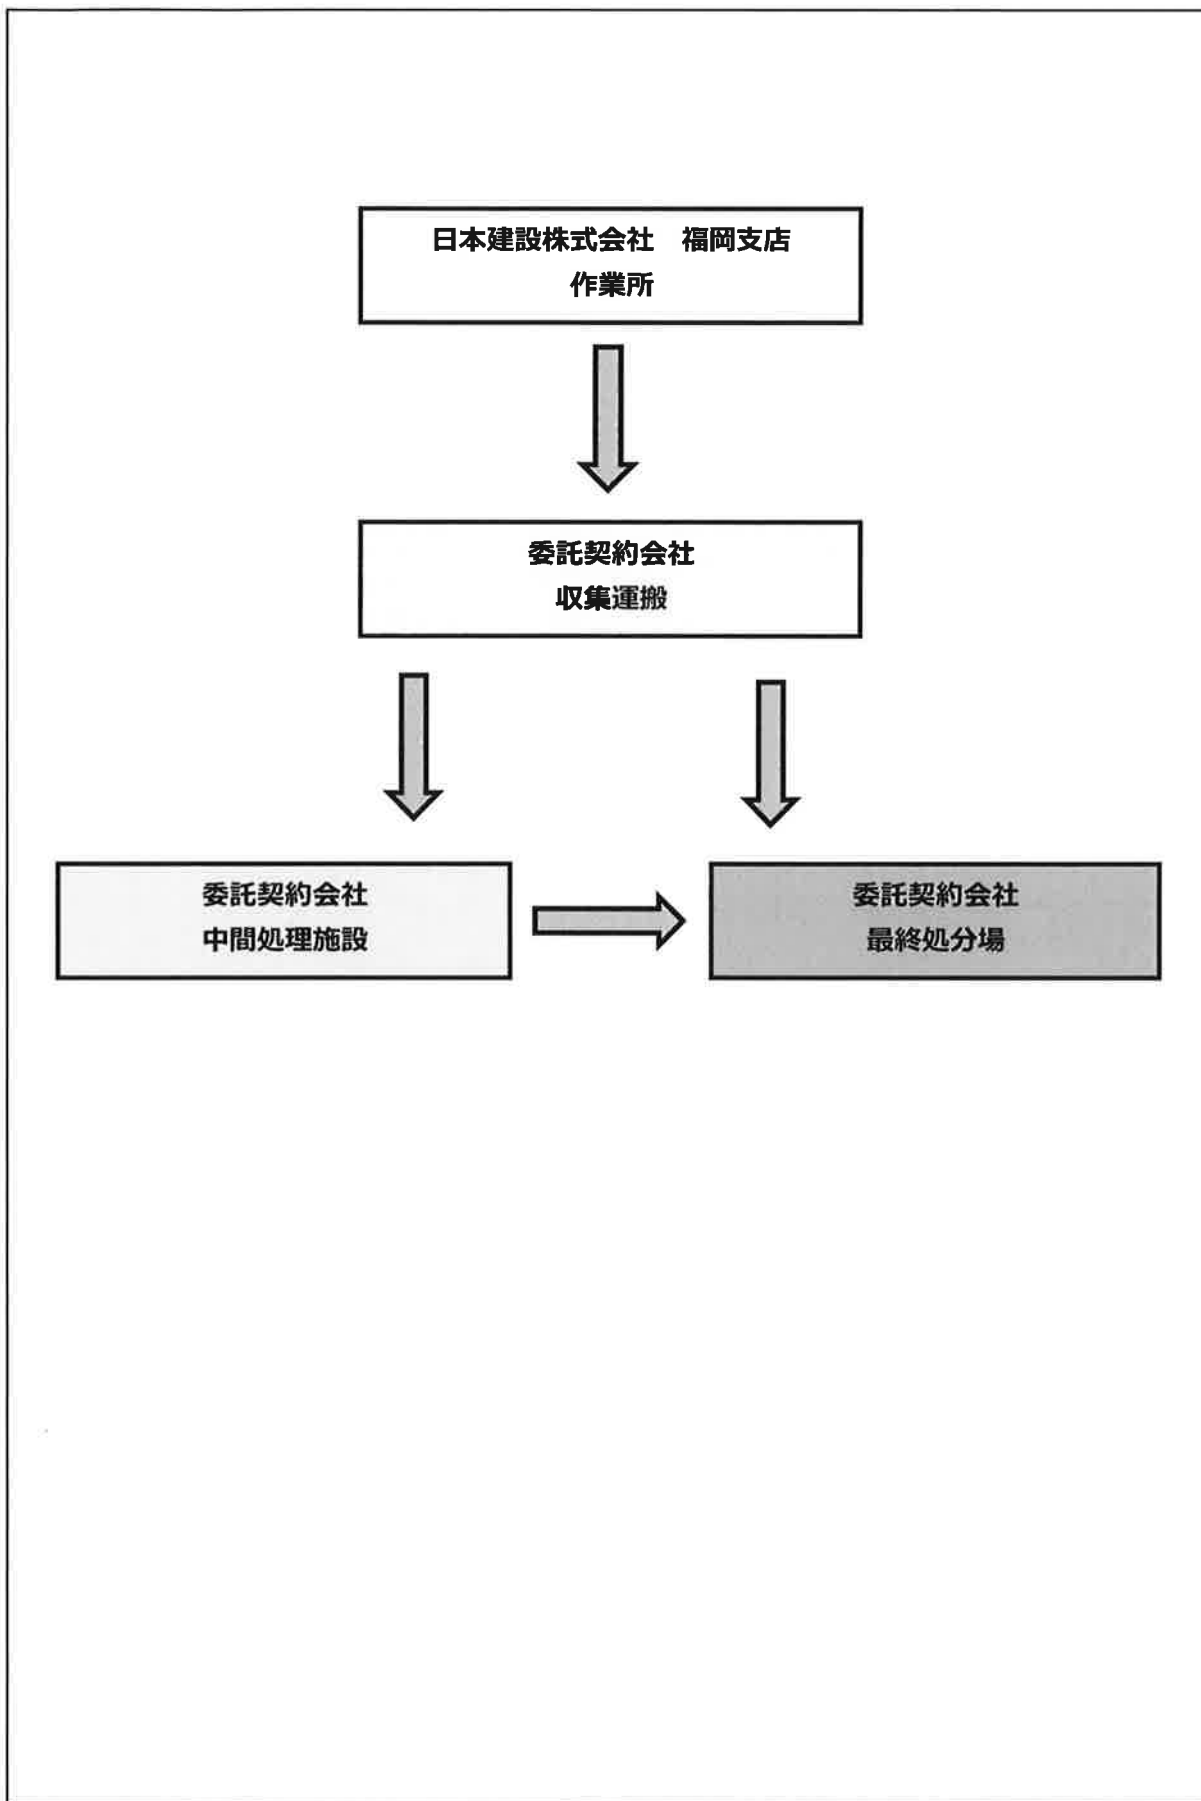 日本建設株式会社　福岡支店
作業所
委託契約会社
収集運搬
委託契約会社
中間処理施設
委託契約会社
最終処分場